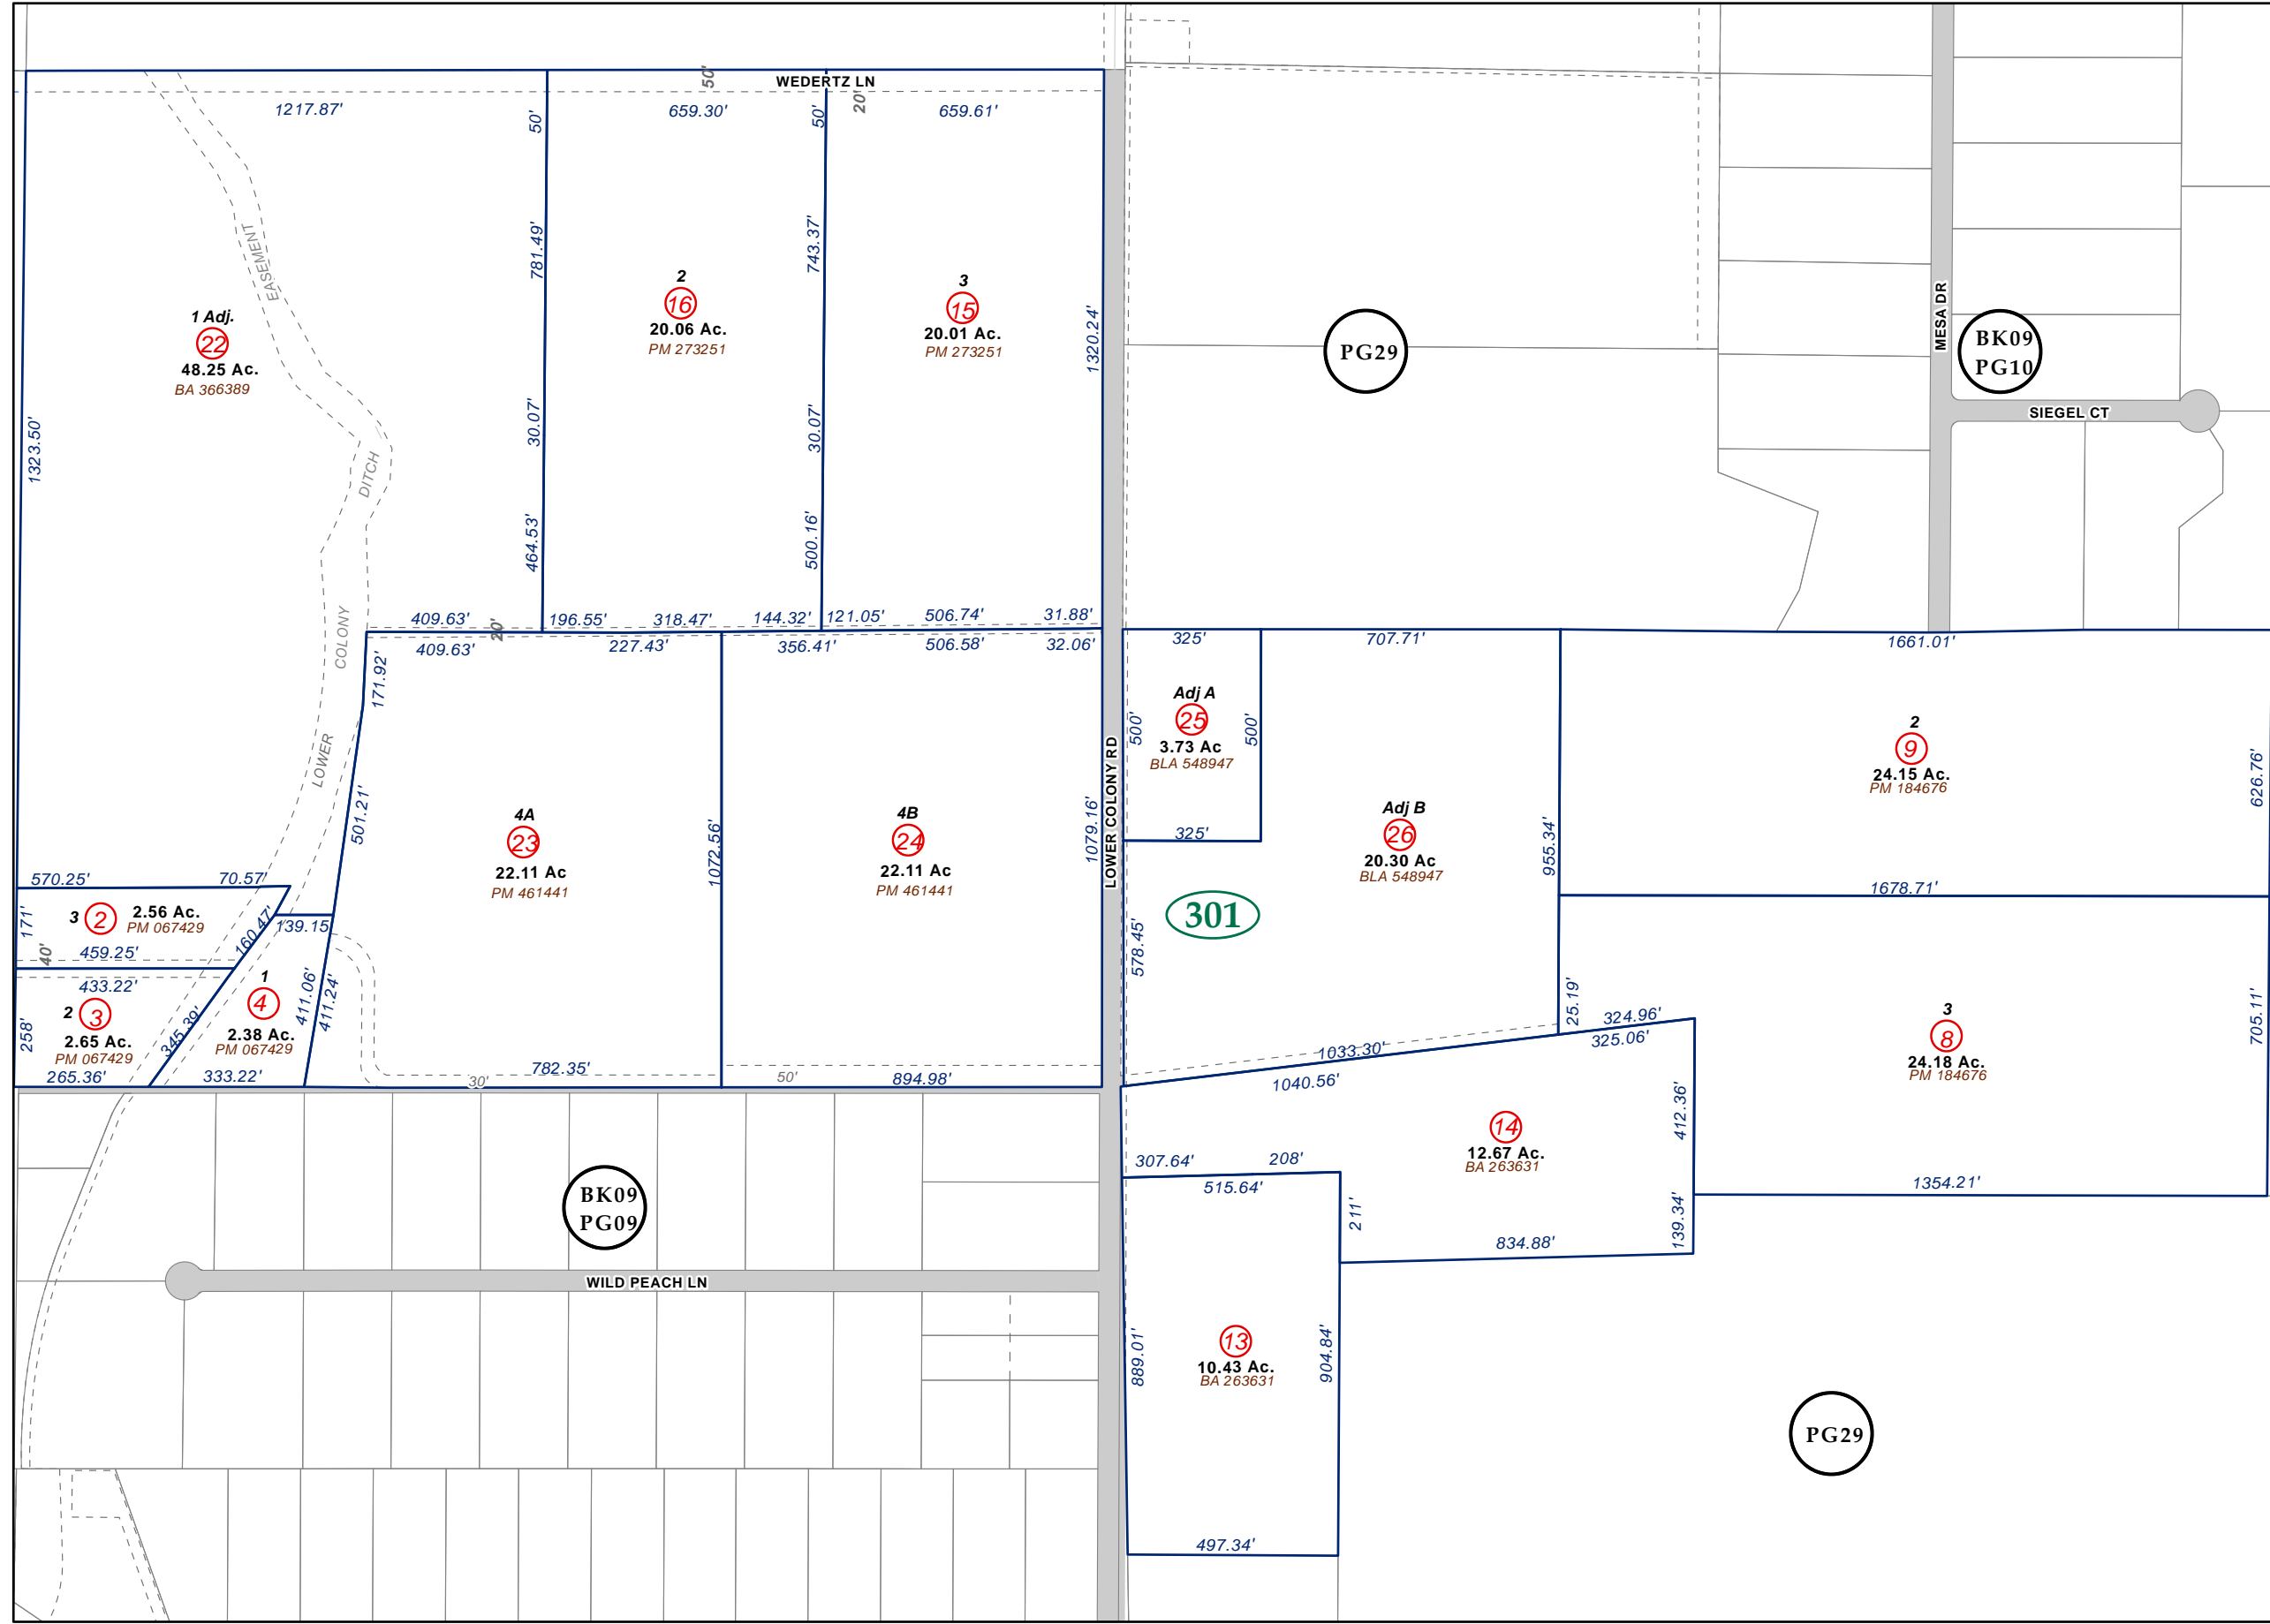 WEDERTZ LN
50'
20'
1217.87'
659.30'
659.61'
50'
50'
781.49'
743.37'
1320.24'
EASEMENT
1 Adj.
22
48.25 Ac.
BA 366389
2
16
20.06 Ac.
PM 273251
3
15
20.01 Ac.
PM 273251
PG29
MESA DR
BK09
PG10
SIEGEL CT
1323.50'
30.07'
30.07'
DITCH
464.53'
500.16'
409.63'
20'
196.55'
318.47'
144.32'
121.05'
506.74'
31.88'
409.63'
227.43'
356.41'
506.58'
32.06'
325'
707.71'
1661.01'
COLONY
LOWER
171.92'
501.21'
4A
23
22.11 Ac
PM 461441
1072.56'
4B
24
22.11 Ac
PM 461441
1079.16'
LOWER COLONY RD
500'
Adj A
25
3.73 Ac
BLA 548947
500'
325'
Adj B
26
20.30 Ac
BLA 548947
955.34'
2
9
24.15 Ac.
PM 184676
626.76'
1678.71'
301
578.45'
570.25'
70.57'
171'
3
2
2.56 Ac.
PM 067429
160.47'
139.15
40'
459.25'
433.22'
258'
2
3
2.65 Ac.
PM 067429
265.36'
345.39'
1
4
2.38 Ac.
PM 067429
333.22'
411.06'
411.24'
782.35'
30'
50'
894.98'
25.19'
324.96'
325.06'
1033.30'
1040.56'
3
8
24.18 Ac.
PM 184676
705.11'
412.36'
14
12.67 Ac.
BA 263631
307.64'
208'
515.64'
211'
139.34'
834.88'
1354.21'
BK09
PG09
WILD PEACH LN
889.01'
13
10.43 Ac.
BA 263631
904.84'
497.34'
PG29